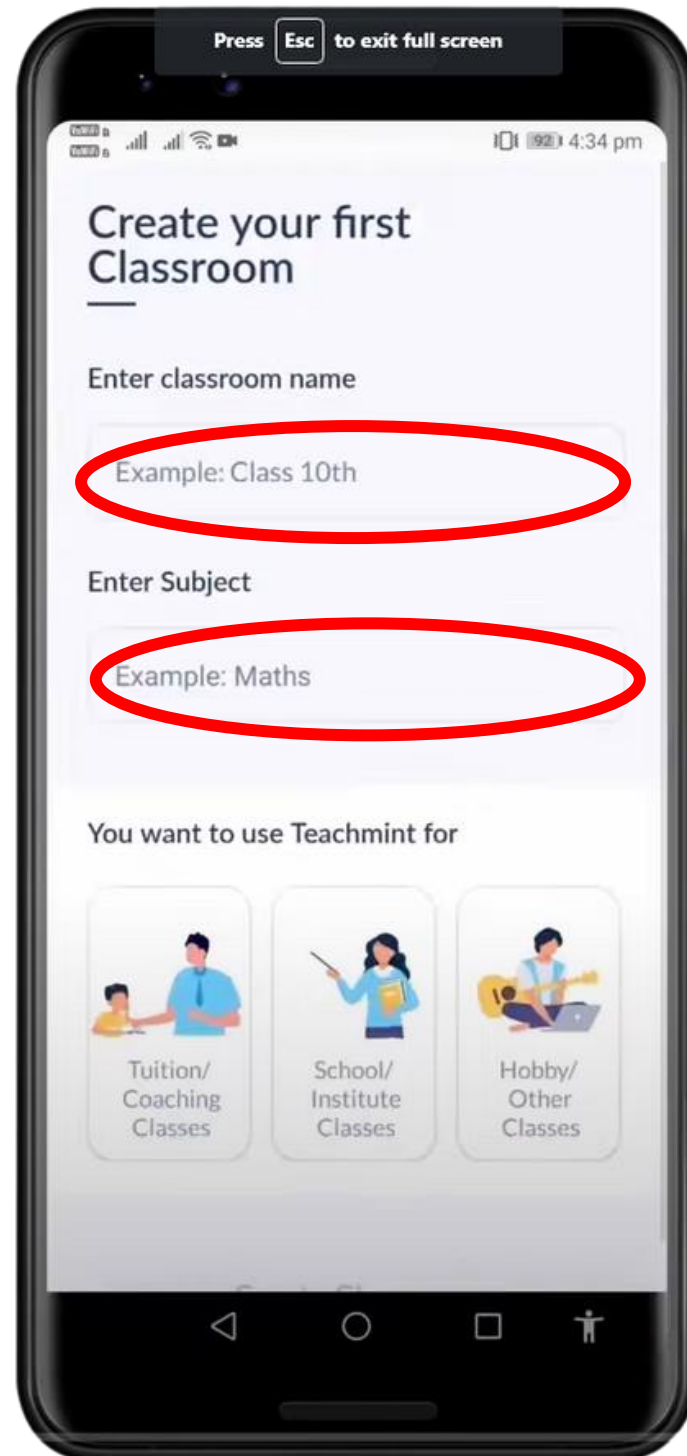 Press Esc to exit full screen
92 4:34 pm
Create your first
Classroom
Enter classroom name
Example: Class 10th
Enter Subject
Example: Maths
You want to use Teachmint for
Tuition/
Coaching
Classes
School/
Institute
Classes
Hobby/
Other
Classes